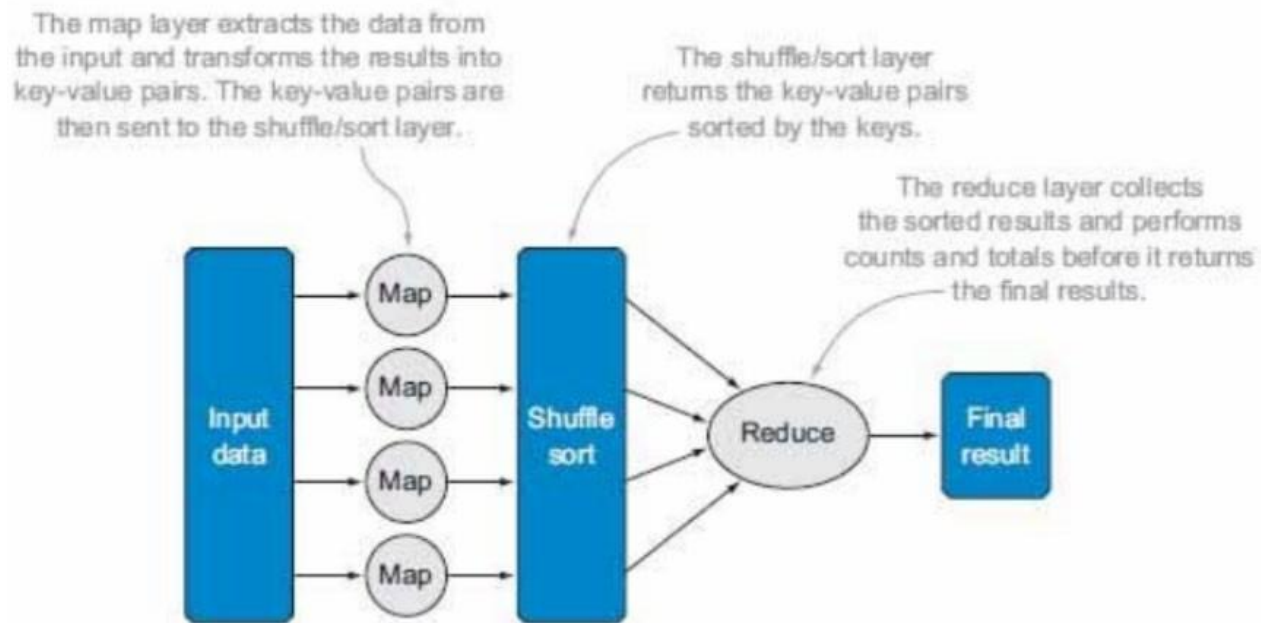 The map layer extracts the data from
the input and transforms the results into
key-value pairs. The key-value pairs are
then sent to the shuffle/sort layer.
The shuffle/sort layer
returns the key-value pairs
sorted by the keys.
The reduce layer collects
the sorted results and performs
counts and totals before it returns
the final results.
Input
data
Map
Map
Map
Map
Shuffle
sort
Reduce
Final
result